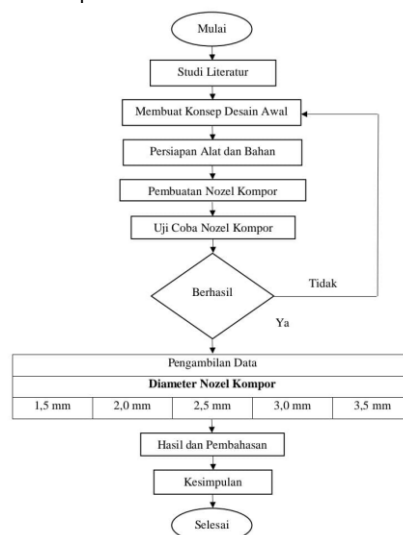 Mulai
Studi Literatur
Membuat Konsep Desain Awal
Persiapan Alat dan Bahan
Pembuatan Nozel Kompor
Uji Coba Nozel Kompor
Berhasil
Tidak
Ya
Pengambilan Data
Diameter Nozel Kompor
1,5 mm 2,0 mm 2,5 mm 3,0 mm 3,5 mm
Hasil dan Pembahasan
Kesimpulan
Selesai